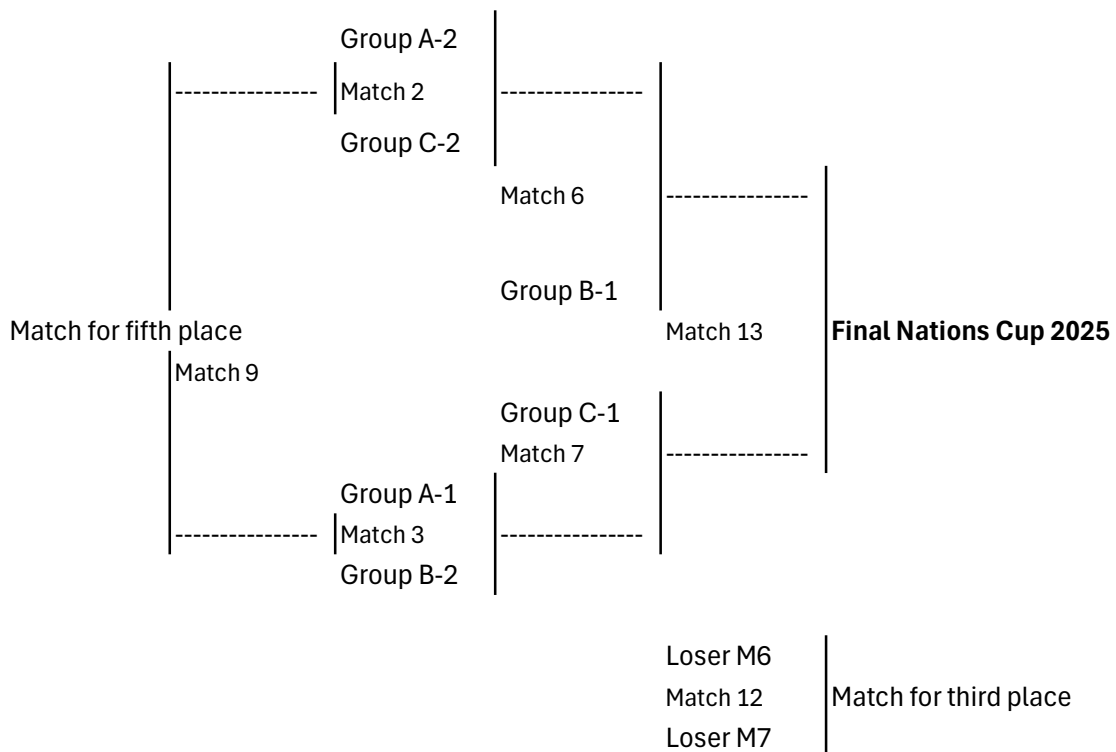 Group A-2
Match 2
Group C-2
Match 6
Group B-1
Match for fifth place
Match 13
Final Nations Cup 2025
Match 9
Group C-1
Match 7
Group A-1
Match 3
Group B-2
Loser M6
Match 12
Match for third place
Loser M7